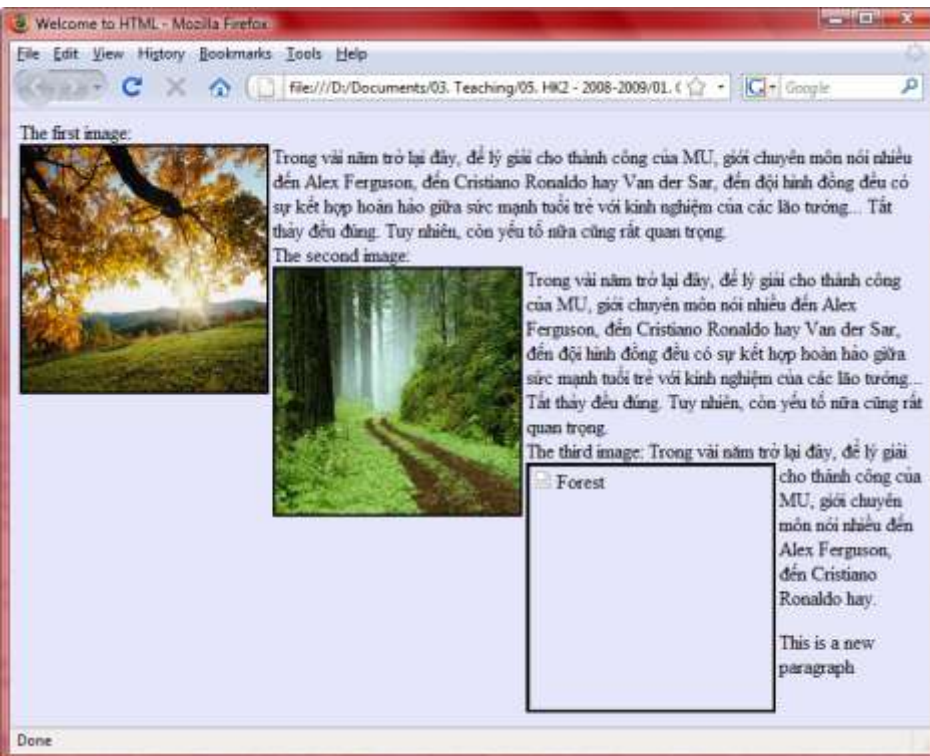 Welcome to HTML - Mozilla Firefox
File Edit View History Bookmarks Tools Help
file:///D:/Documents/03. Teaching/05. HK2 - 2008-2009/01. ( Google
The first image:
Trong vài năm trở lại đây, để lý giải cho thành công của MU, giới chuyên môn nói nhiều
đến Alex Ferguson, đến Cristiano Ronaldo hay Van der Sar, đến đội hình đồng đều có
sự kết hợp hoàn hảo giữa sức mạnh tuổi trẻ với kinh nghiệm của các lão tướng... Tất
thảy đều đúng. Tuy nhiên, còn yếu tố nữa cũng rất quan trọng.
The second image:
Trong vài năm trở lại đây, để lý giải cho thành công
của MU, giới chuyên môn nói nhiều đến Alex
Ferguson, đến Cristiano Ronaldo hay Van der Sar,
đến đội hình đồng đều có sự kết hợp hoàn hảo giữa
sức mạnh tuổi trẻ với kinh nghiệm của các lão tướng...
Tất thảy đều đúng. Tuy nhiên, còn yếu tố nữa cũng rất
quan trọng.
The third image: Trong vài năm trở lại đây, để lý giải
Forest
cho thành công của
MU, giới chuyên
môn nói nhiều đến
Alex Ferguson,
đến Cristiano
Ronaldo hay.
This is a new
paragraph
Done